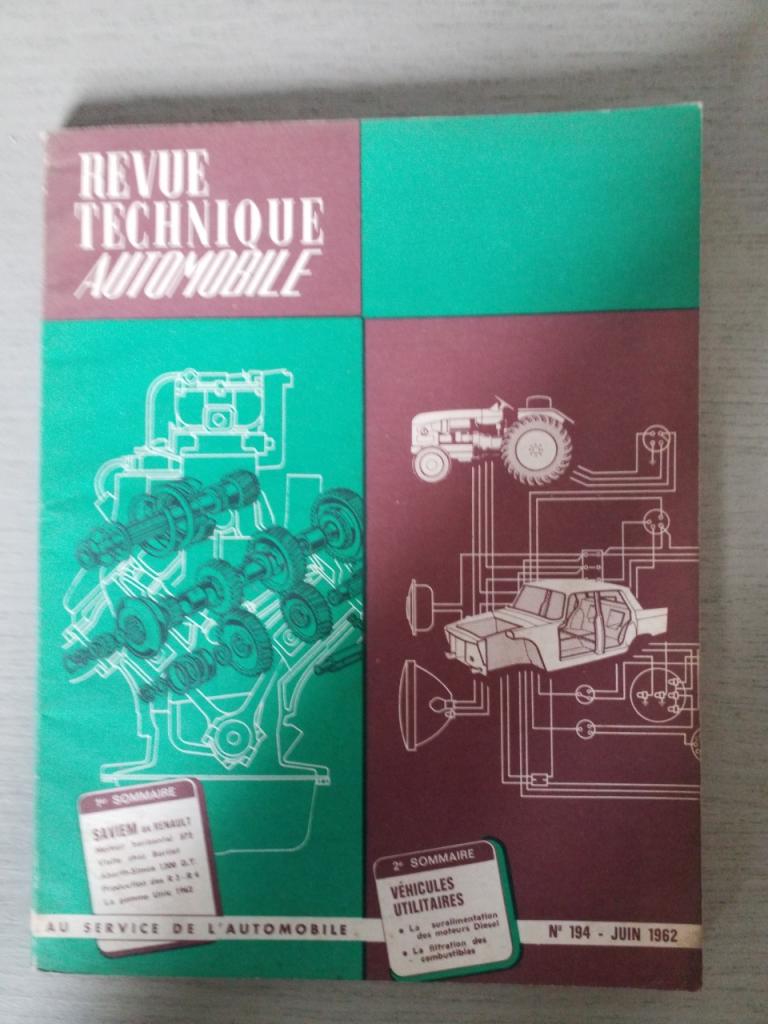 REVUE
TECHNIQUE
AUTOMOBILE
1er SOMMAIRE
SAVIEM ex RENAULT
Moteur horizontal 575
Visite chez Berliet
Abarth-Simca 1300 G.T.
Production des R 3 - R 4
La gamme Unic 1962
2e SOMMAIRE
VÉHICULES
UTILITAIRES
• La suralimentation
des moteurs Diesel
• La filtration des
combustibles
AU SERVICE DE L'AUTOMOBILE
N° 194 - JUIN 1962